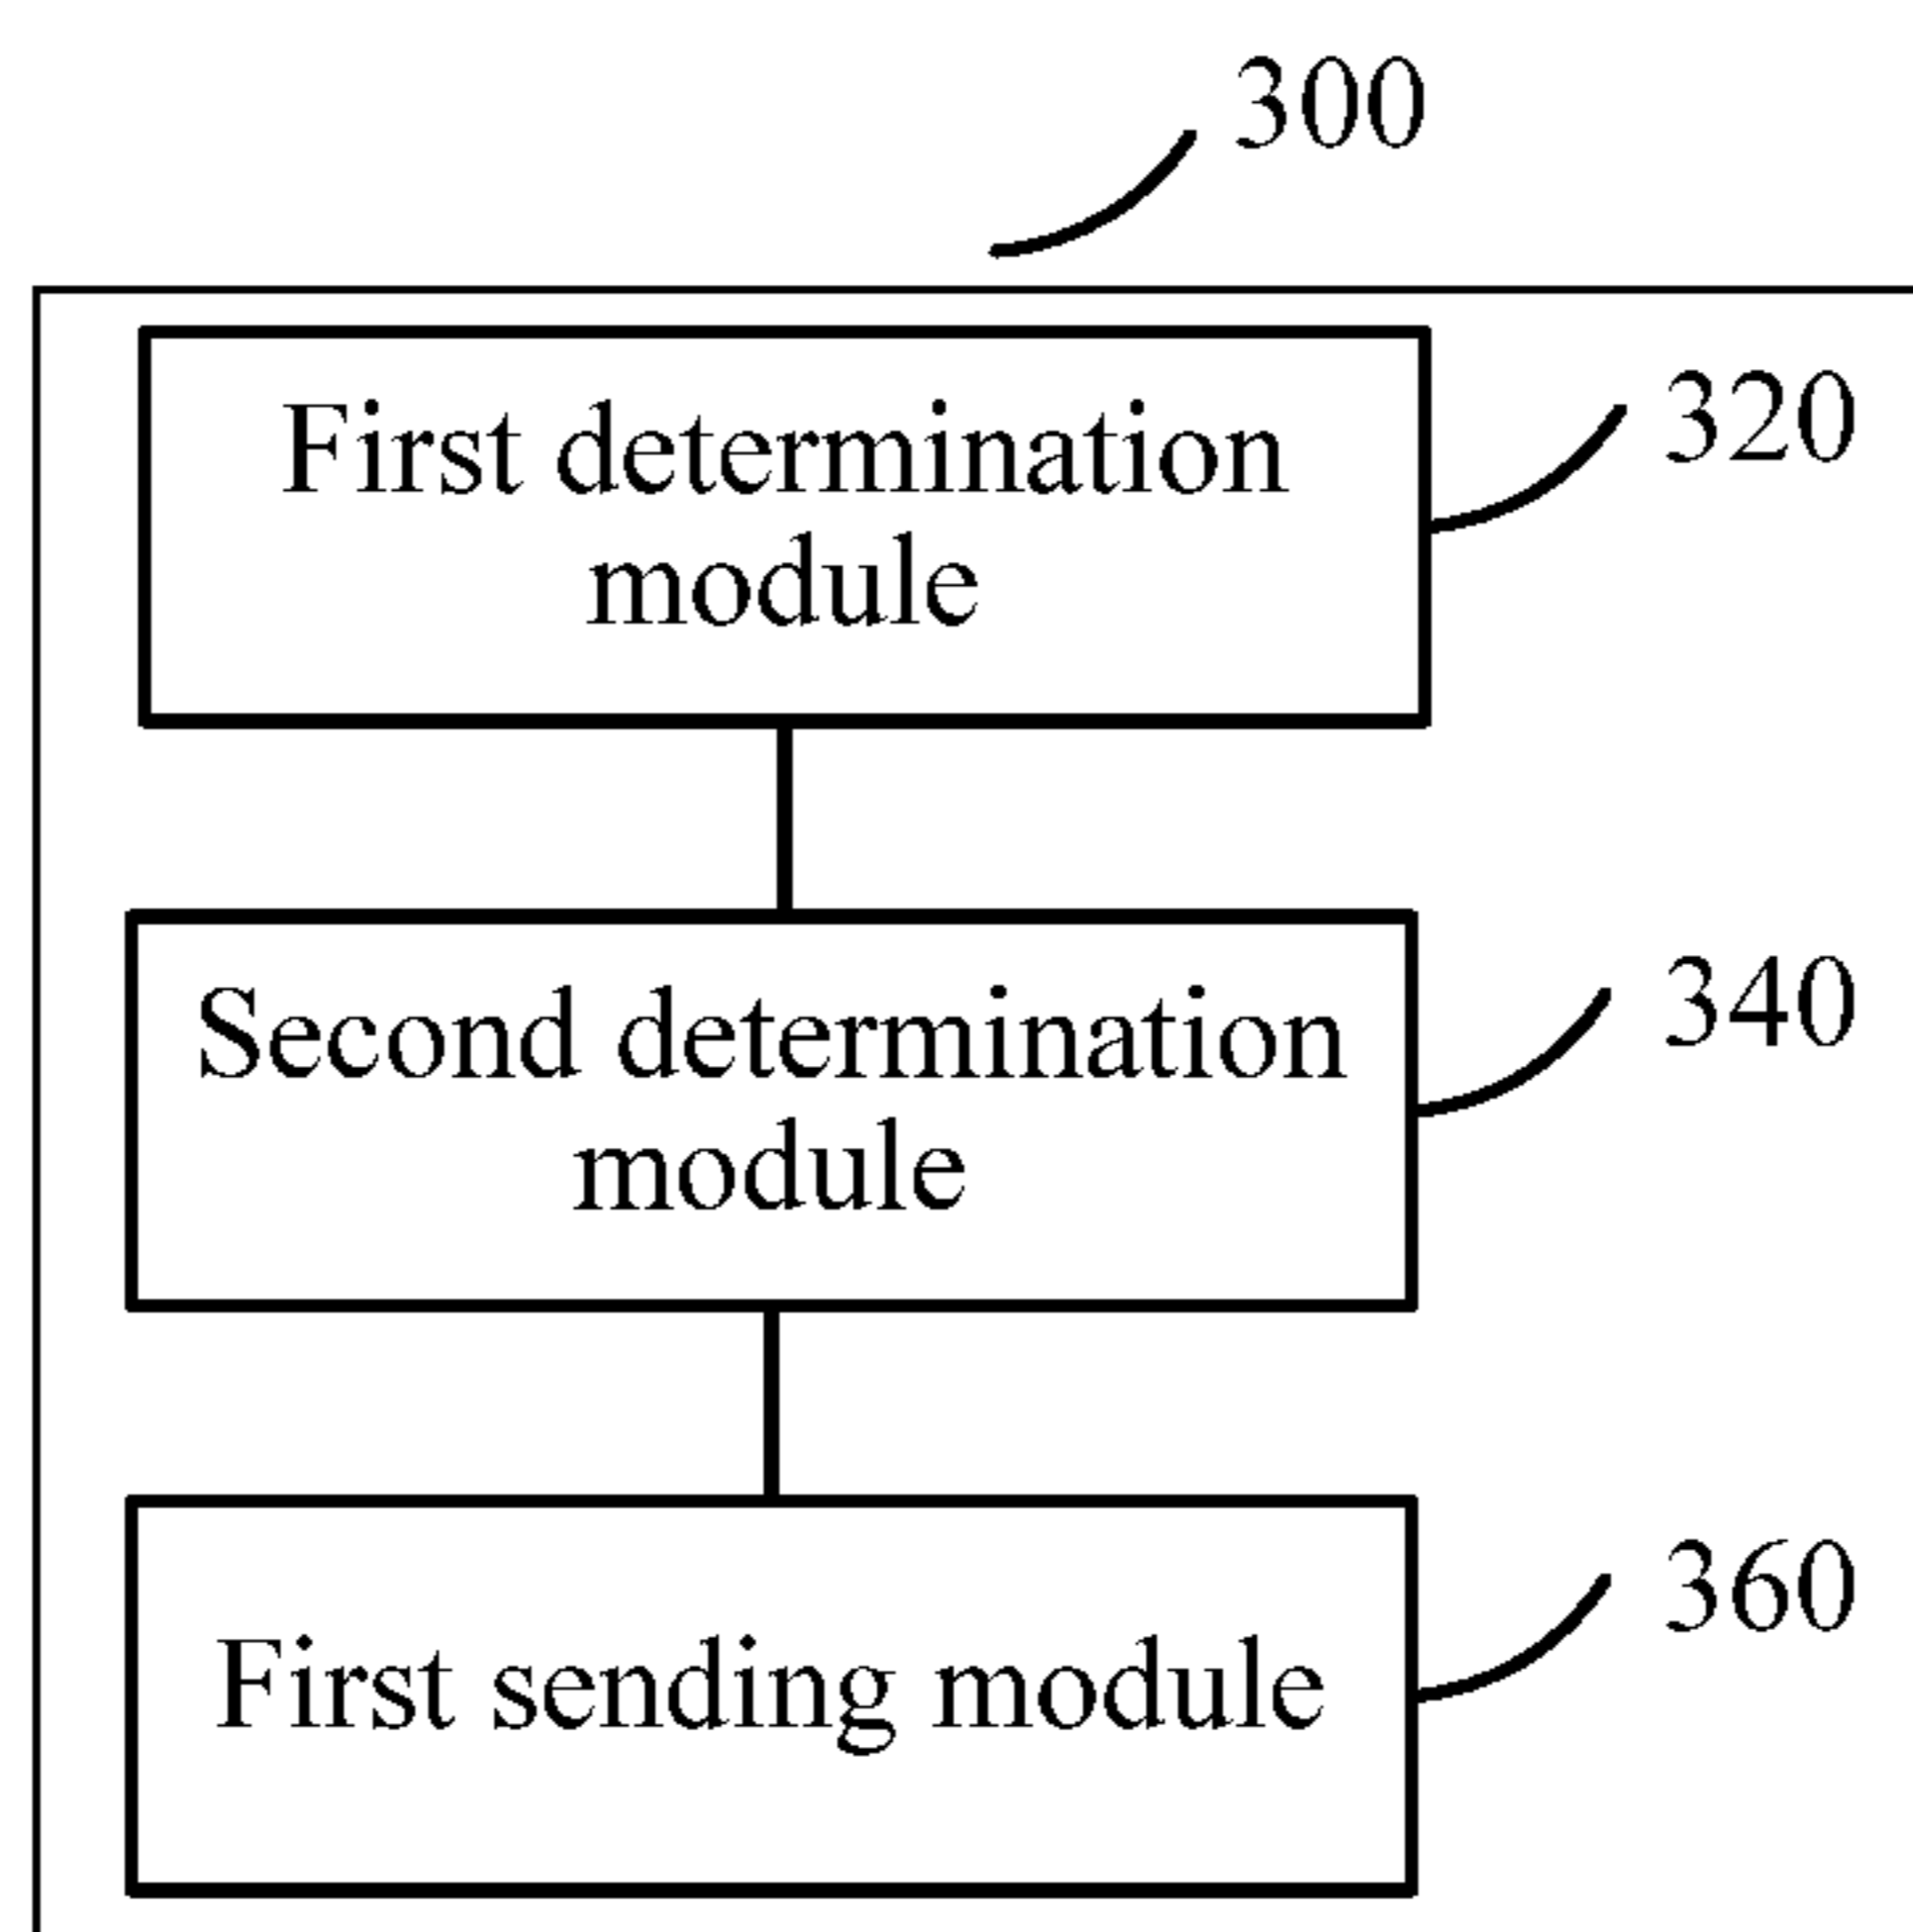 300
First determination
module
320
Second determination
module
340
First sending module
360